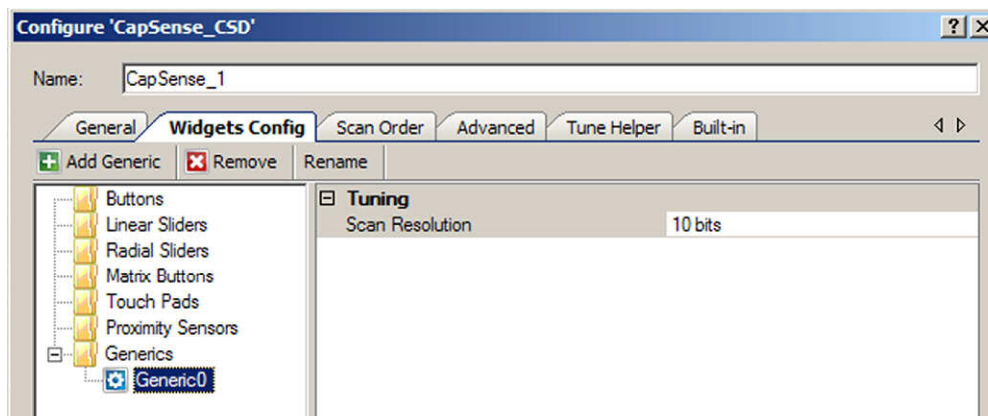 Configure 'CapSense_CSD'
Name: CapSense_1
General Widgets Config Scan Order Advanced Tune Helper Built-in
Add Generic Remove Rename
Buttons
Linear Sliders
Radial Sliders
Matrix Buttons
Touch Pads
Proximity Sensors
Generics
Generic0
Tuning
Scan Resolution 10 bits